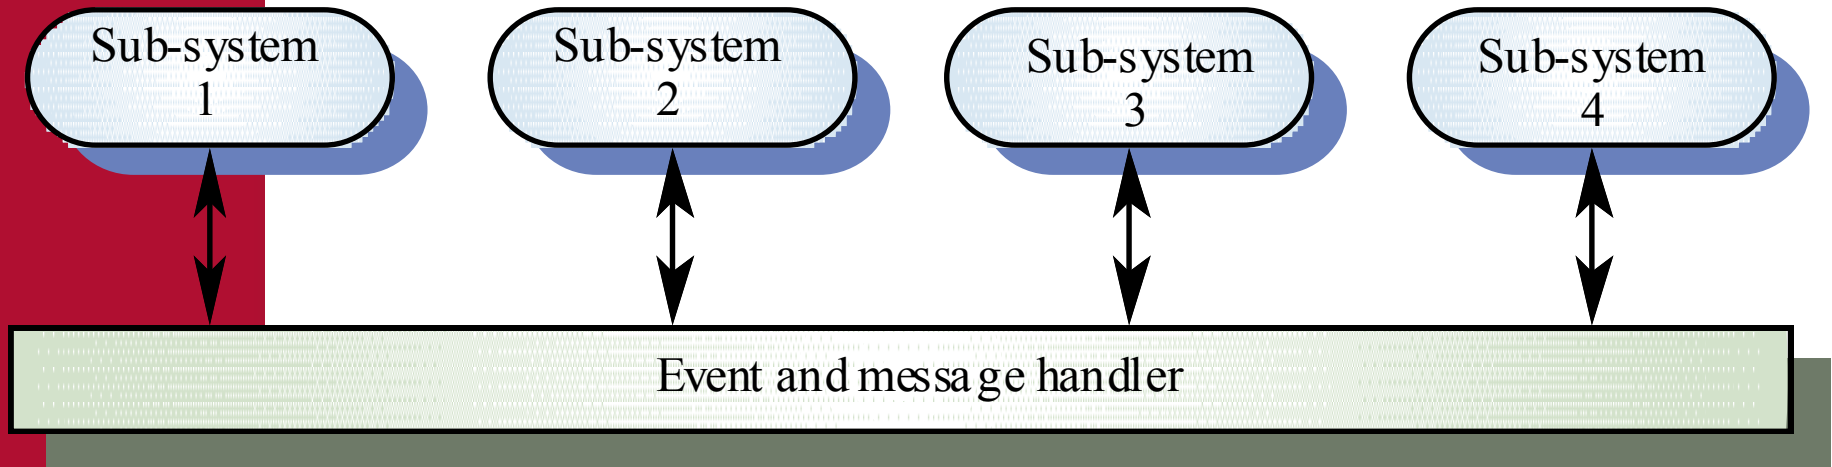 Sub-system
1
Sub-system
2
Sub-system
3
Sub-system
4
Event and message handler